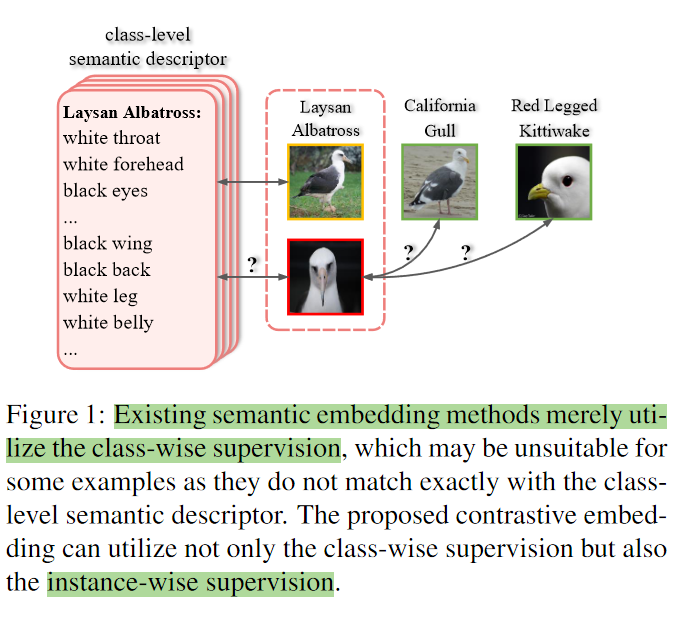 class-level
semantic descriptor
Laysan Albatross:
white throat
white forehead
black eyes
...
black wing
black back
white leg
white belly
...
Laysan
Albatross
California
Gull
Red Legged
Kittiwake
?
?
?
Figure 1: Existing semantic embedding methods merely uti-
lize the class-wise supervision, which may be unsuitable for
some examples as they do not match exactly with the class-
level semantic descriptor. The proposed contrastive embed-
ding can utilize not only the class-wise supervision but also
the instance-wise supervision.